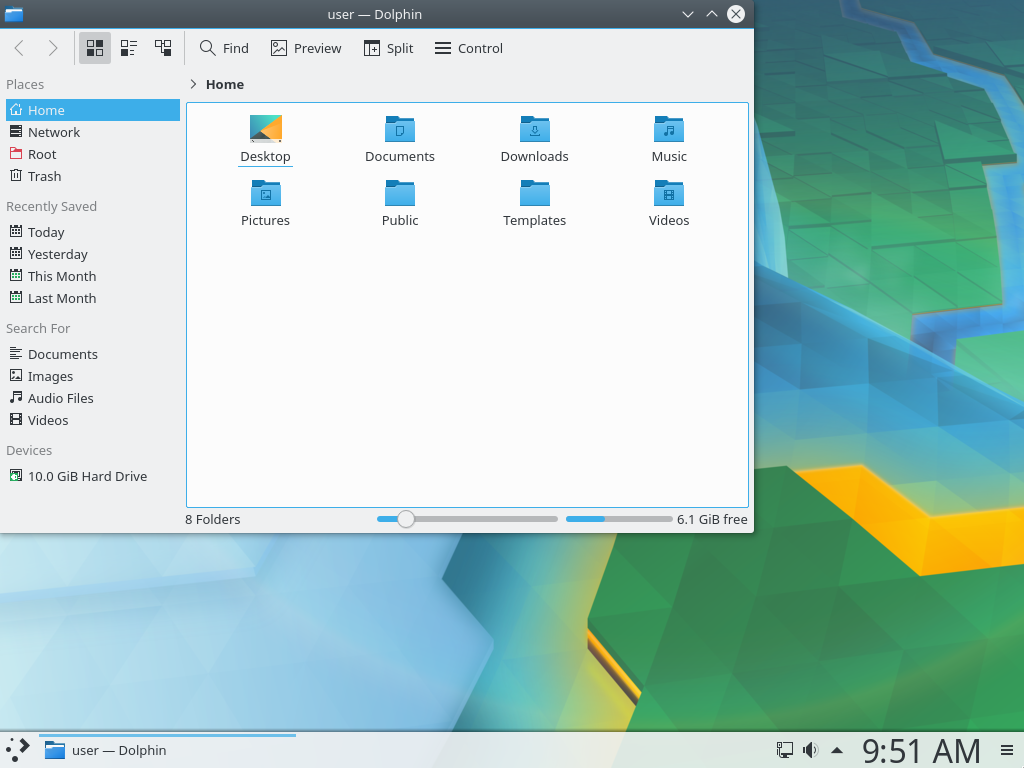 user — Dolphin
Find Preview Split Control
Places
Home
Network
Root
Trash
Recently Saved
Today
Yesterday
This Month
Last Month
Search For
Documents
Images
Audio Files
Videos
Devices
10.0 GiB Hard Drive
Home
Desktop Documents Downloads Music
Pictures Public Templates Videos
8 Folders 6.1 GiB free
user — Dolphin 9:51 AM